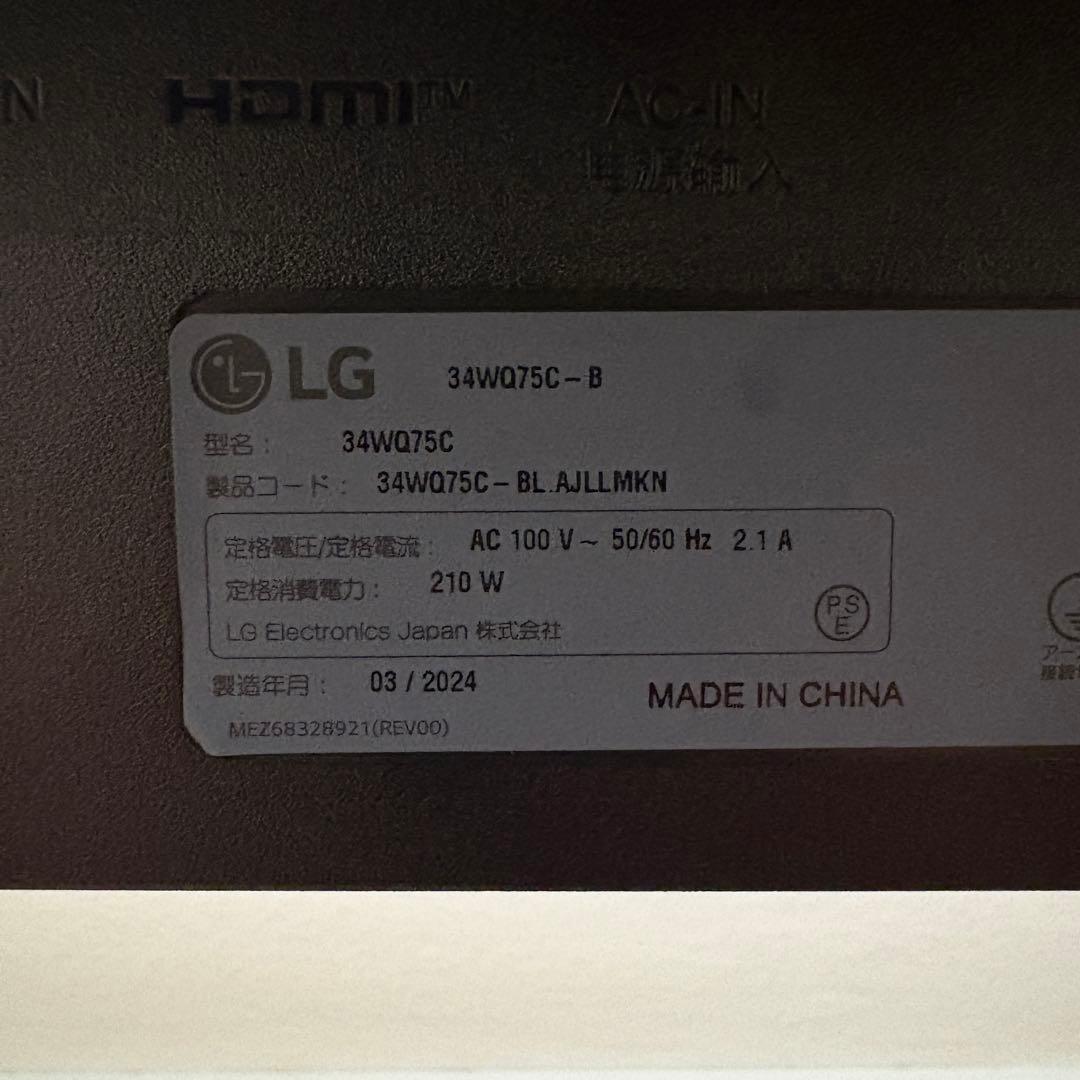 N HDMI™ AC-IN
电源输入
LG 34WQ75C-B
型名: 34WQ75C
製品コード: 34WQ75C-BL.AJLLMKN
定格電圧/定格電流: AC 100 V~ 50/60 Hz 2.1 A
定格消費電力: 210 W
PS
E
LG Electronics Japan 株式会社
製造年月: 03 / 2024
MADE IN CHINA
MEZ68328921(REV00)